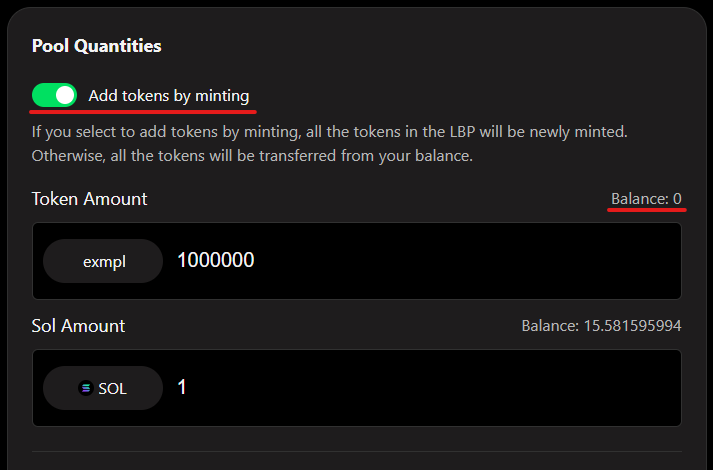 Pool Quantities
Add tokens by minting
If you select to add tokens by minting, all the tokens in the LBP will be newly minted.
Otherwise, all the tokens will be transferred from your balance.
Token Amount Balance: 0
exmpl 1000000
Sol Amount Balance: 15.581595994
SOL 1